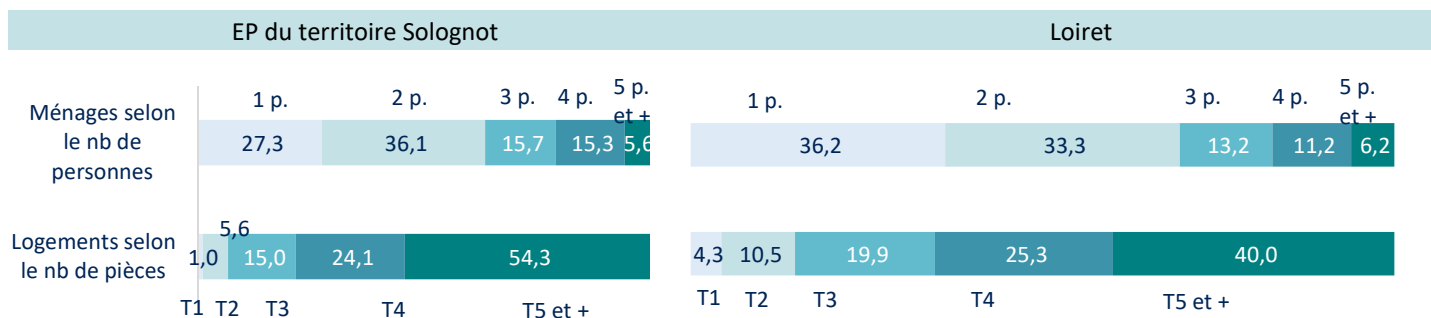 EP du territoire Solognot
Loiret
Ménages selon
le nb de
personnes
1 p. 2 p. 3 p. 4 p. 5 p.
et +
27,3 36,1 15,7 15,3 5,6
1 p. 2 p. 3 p. 4 p. 5 p.
et +
36,2 33,3 13,2 11,2 6,2
Logements selon
le nb de pièces
1,0 5,6 15,0 24,1 54,3
T1 T2 T3 T4 T5 et +
4,3 10,5 19,9 25,3 40,0
T1 T2 T3 T4 T5 et +